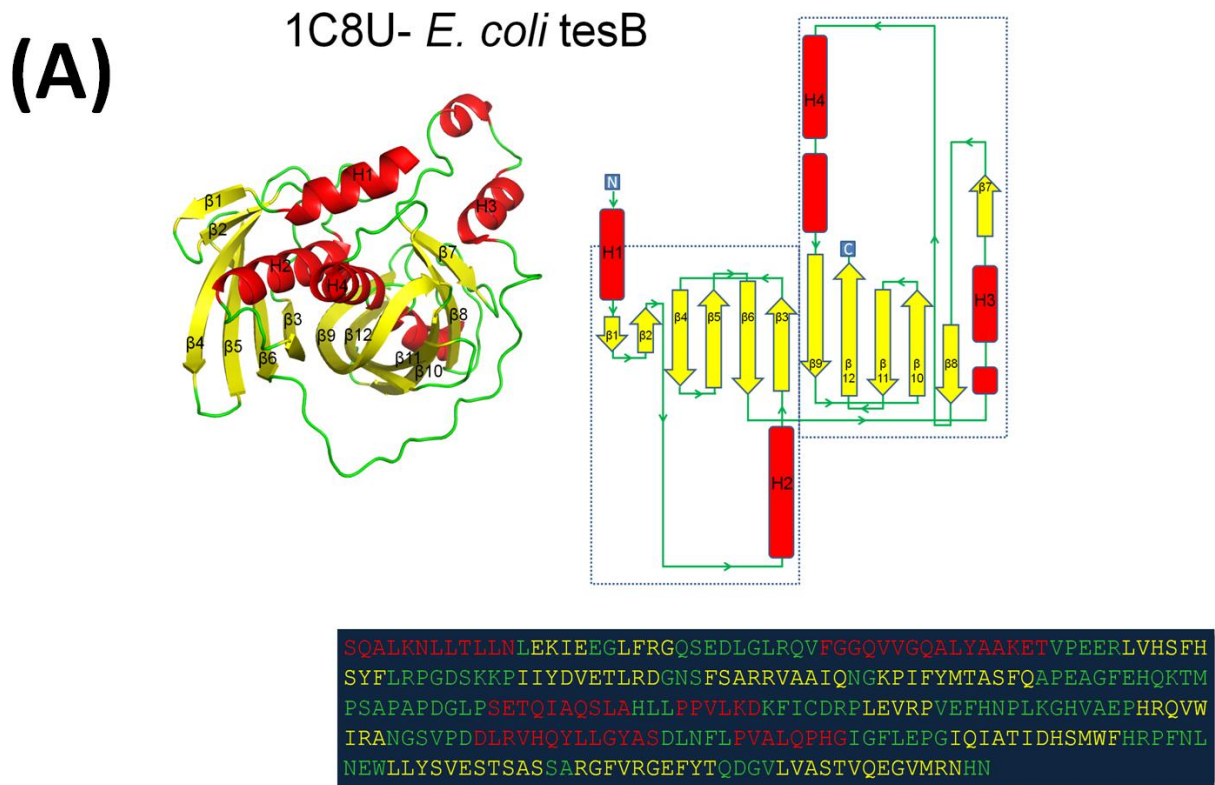 1C8U- E. coli tesB
(A)
H1
β1
β2
H3
H2
H4
β7
β3
β8
β9
β12
β4
β5
β6
β11
β10
H4
N
β7
H1
C
H3
β4
β5
β6
β3
β1
β2
β9
β 12
β 11
β 10
β8
H2
SQALKNLLTLLNLEKIEEGLFRGQSEDLGLRQVFGGQVVGQALYAAKETVPEERLVHSFH
SYFLRPGDSKKPIIYDVETLRDGNSFSARRVAAIQNGKPIFYMTASFQAPEAGFEHQKTM
PSAPAPDGLPSETQIAQSLAHLLPPVLKDKFICDRPLEVRPVEFHNPLKGHVAEPHRQVW
IRANGSVPDDLRVHQYLLGYASDLNFLPVALQPHGIGFLEPGIQIATIDHSMWFHRPFNL
NEWLLYSVESTSASSARGFVRGEFYTQDGVLVASTVQEGVMRNHN